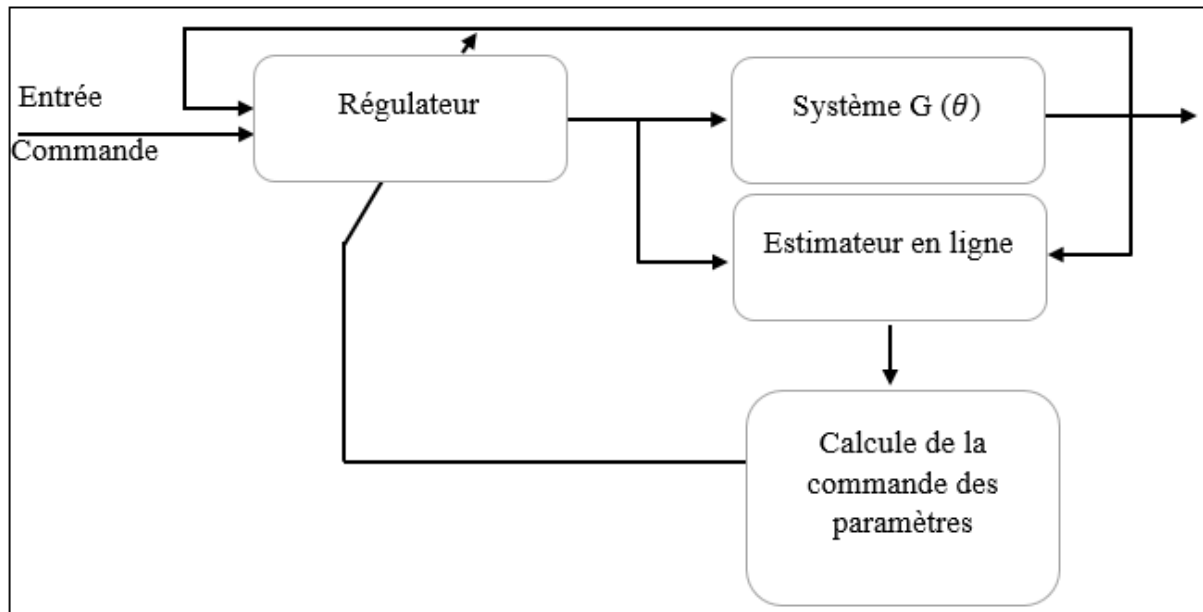 Entrée
Commande
Régulateur
Système G (𝜃)
Estimateur en ligne
Calcule de la
commande des
paramètres